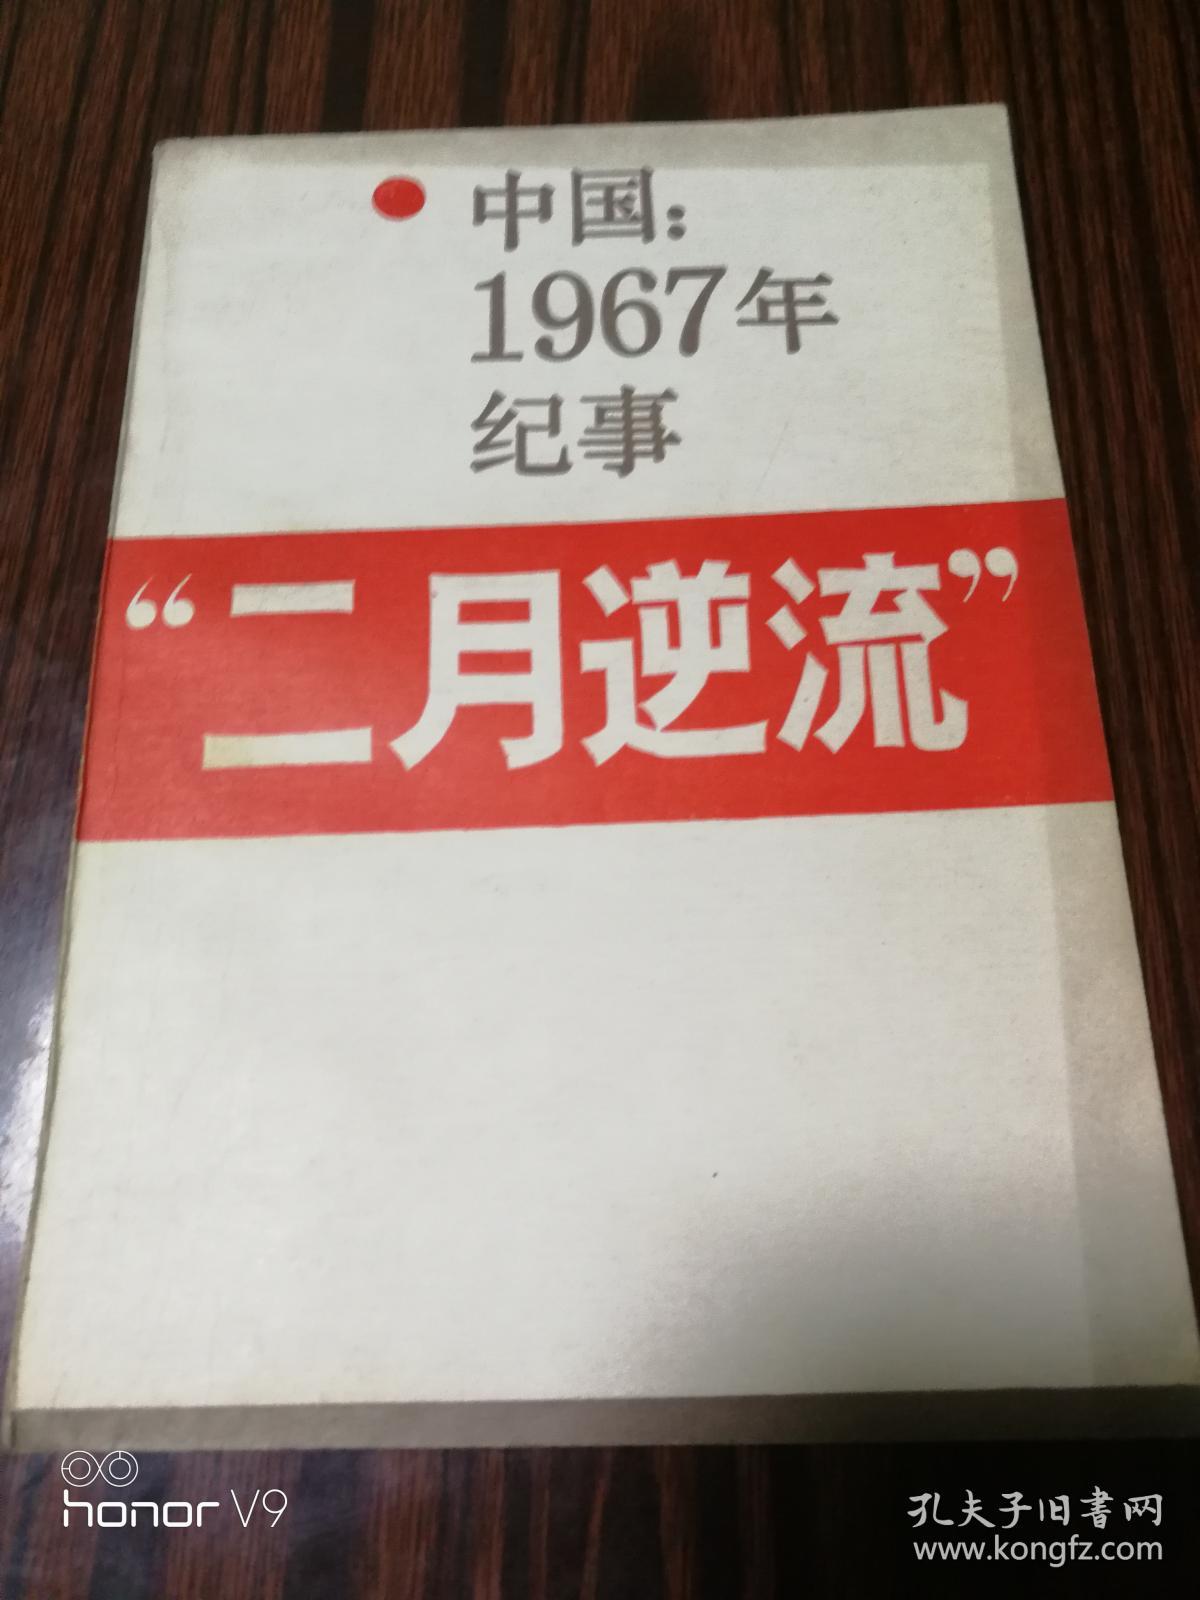 中国：
1967年
纪事
“二月逆流”
honor V9
孔夫子旧书网
www.kongfz.com